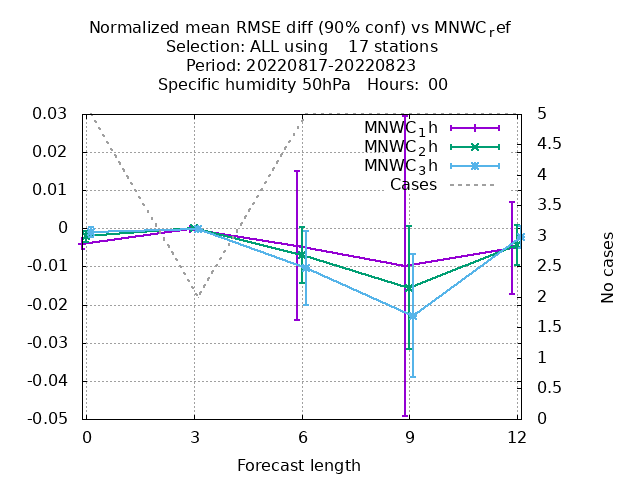 Normalized mean RMSE diff (90% conf) vs MNWC_ref
Selection: ALL using 17 stations
Period: 20220817-20220823
Specific humidity 50hPa Hours: 00
MNWC_1h
MNWC_2h
MNWC_3h
Cases
0.03
0.02
0.01
0
-0.01
-0.02
-0.03
-0.04
-0.05
5
4.5
4
3.5
3
2.5
2
1.5
1
0.5
0
No cases
0 3 6 9 12
Forecast length